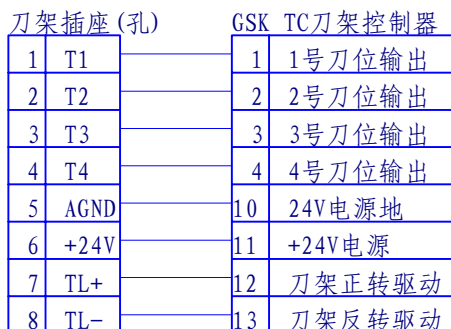 刀架插座(孔) GSK TC刀架控制器
1 T1 1 1号刀位输出
2 T2 2 2号刀位输出
3 T3 3 3号刀位输出
4 T4 4 4号刀位输出
5 AGND 10 24V电源地
6 +24V 11 +24V电源
7 TL+ 12 刀架正转驱动
8 TL- 13 刀架反转驱动